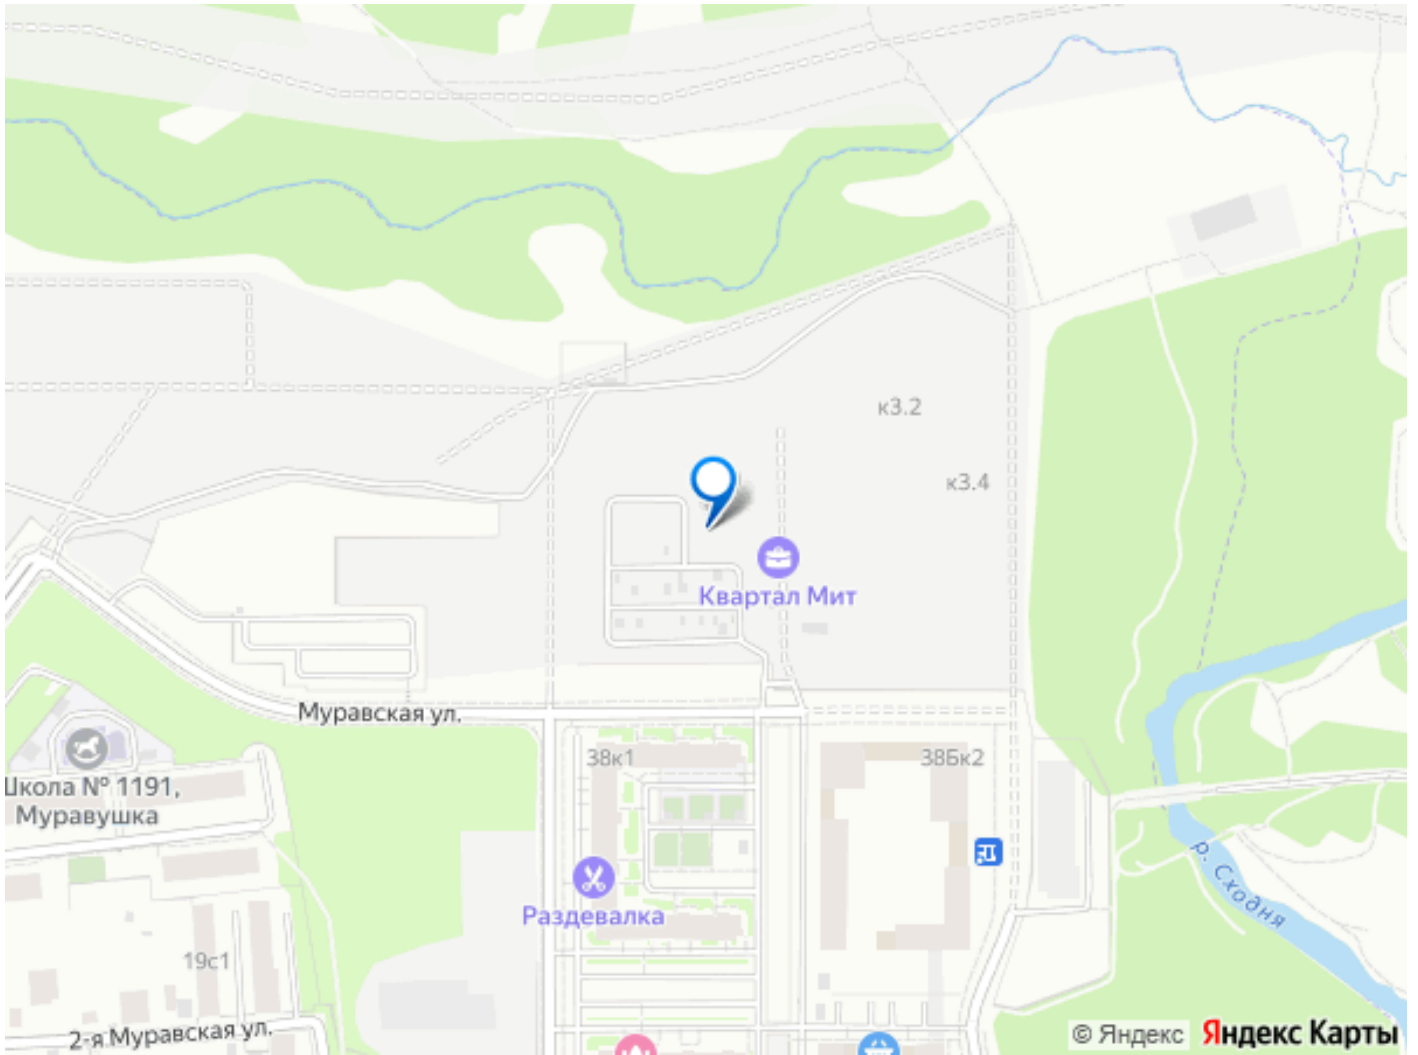 к3.2
к3.4
Квартал Мит
Муравская ул.
38к1
38Бк2
Школа № 1191,
Муравушка
р. Сходня
Раздевалка
19с1
2-я Муравская ул.
© Яндекс Яндекс Карты